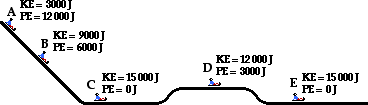 A
KE = 3000 J
PE = 12 000 J
B
KE = 9000 J
PE = 6000 J
C
KE = 15 000 J
PE = 0 J
D
KE = 12 000 J
PE = 3000 J
E
KE = 15 000 J
PE = 0 J